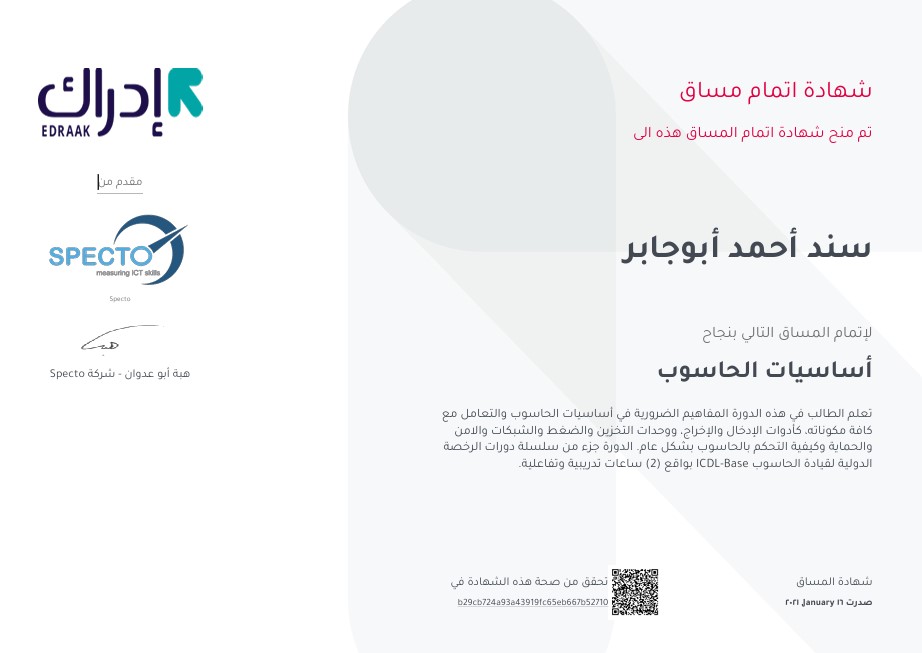 شهادة اتمام مساق
تم منح شهادة اتمام المساق هذه الى
سند أحمد أبوجابر
لإتمام المساق التالي بنجاح
أساسيات الحاسوب
تعلم الطالب في هذه الدورة المفاهيم الضرورية في أساسيات الحاسوب والتعامل مع
كافة مكوناته، كأدوات الإدخال والإخراج، ووحدات التخزين والضغط والشبكات والامن
والحماية وكيفية التحكم بالحاسوب بشكل عام. الدورة جزء من سلسلة دورات الرخصة
الدولية لقيادة الحاسوب ICDL-Base بواقع (2) ساعات تدريبية وتفاعلية.
شهادة المساق
صدرت ١٦ January ٢٠٢١
تحقق من صحة هذه الشهادة في
b29cb724a93a43919fc65eb667b52710
إدراك
EDRAAK
مقدم من
SPECTO
measuring ICT skills
Specto
هبة
هبة أبو عدوان - شركة Specto